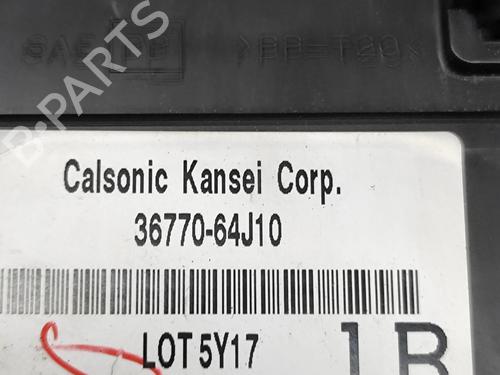 >PP-T20<
B-PARTS
Calsonic Kansei Corp.
36770-64J10
LOT 5Y17
1B